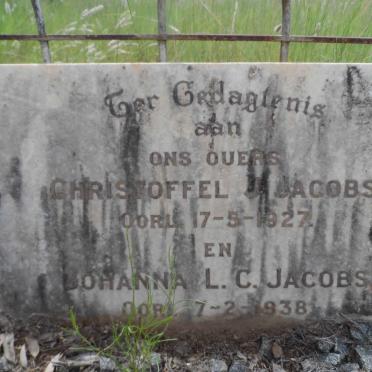 Ter Gedagtenis
aan
ONS OUERS
CHRISTOFFEL J. JACOBS
OORL. 17-5-1927.
EN
JOHANNA L. C. JACOBS
OORL. 7-2-1938.